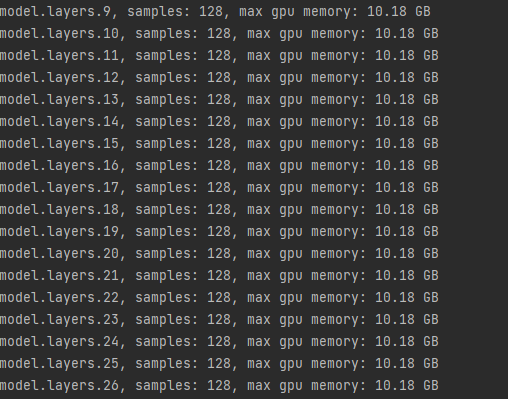 model.layers.9, samples: 128, max gpu memory: 10.18 GB
model.layers.10, samples: 128, max gpu memory: 10.18 GB
model.layers.11, samples: 128, max gpu memory: 10.18 GB
model.layers.12, samples: 128, max gpu memory: 10.18 GB
model.layers.13, samples: 128, max gpu memory: 10.18 GB
model.layers.14, samples: 128, max gpu memory: 10.18 GB
model.layers.15, samples: 128, max gpu memory: 10.18 GB
model.layers.16, samples: 128, max gpu memory: 10.18 GB
model.layers.17, samples: 128, max gpu memory: 10.18 GB
model.layers.18, samples: 128, max gpu memory: 10.18 GB
model.layers.19, samples: 128, max gpu memory: 10.18 GB
model.layers.20, samples: 128, max gpu memory: 10.18 GB
model.layers.21, samples: 128, max gpu memory: 10.18 GB
model.layers.22, samples: 128, max gpu memory: 10.18 GB
model.layers.23, samples: 128, max gpu memory: 10.18 GB
model.layers.24, samples: 128, max gpu memory: 10.18 GB
model.layers.25, samples: 128, max gpu memory: 10.18 GB
model.layers.26, samples: 128, max gpu memory: 10.18 GB